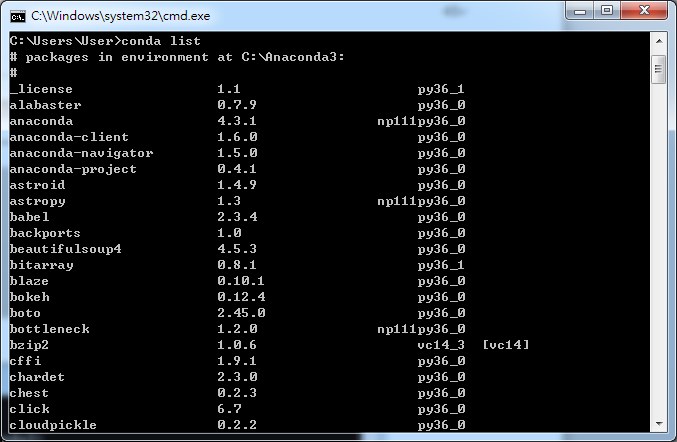 C:\Windows\system32\cmd.exe
C:\Users\User>conda list
# packages in environment at C:\Anaconda3:
#
_license                  1.1                      py36_1
alabaster                 0.7.9                    py36_0
anaconda                  4.3.1               np111py36_0
anaconda-client           1.6.0                    py36_0
anaconda-navigator        1.5.0                    py36_0
anaconda-project          0.4.1                    py36_0
astroid                   1.4.9                    py36_0
astropy                   1.3                 np111py36_0
babel                     2.3.4                    py36_0
backports                 1.0                      py36_0
beautifulsoup4            4.5.3                    py36_0
bitarray                  0.8.1                    py36_1
blaze                     0.10.1                   py36_0
bokeh                     0.12.4                   py36_0
boto                      2.45.0                   py36_0
bottleneck                1.2.0               np111py36_0
bzip2                     1.0.6                    vc14_3  [vc14]
cffi                      1.9.1                    py36_0
chardet                   2.3.0                    py36_0
chest                     0.2.3                    py36_0
click                     6.7                      py36_0
cloudpickle               0.2.2                    py36_0